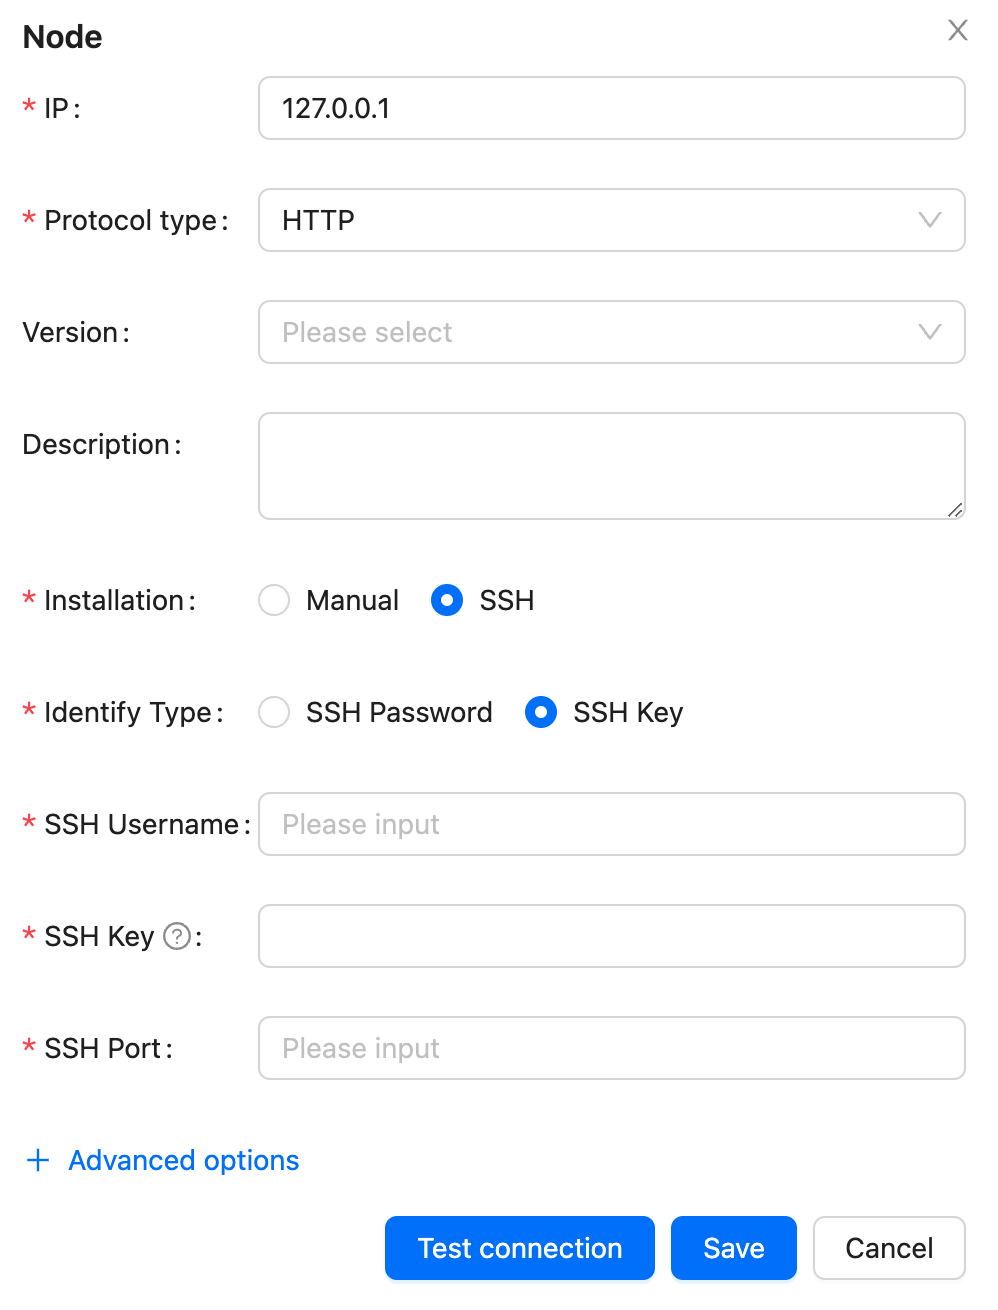 Node
* IP: 127.0.0.1
* Protocol type: HTTP
Version: Please select
Description:
* Installation: Manual SSH
* Identify Type: SSH Password SSH Key
* SSH Username: Please input
* SSH Key ? :
* SSH Port: Please input
+ Advanced options
Test connection Save Cancel